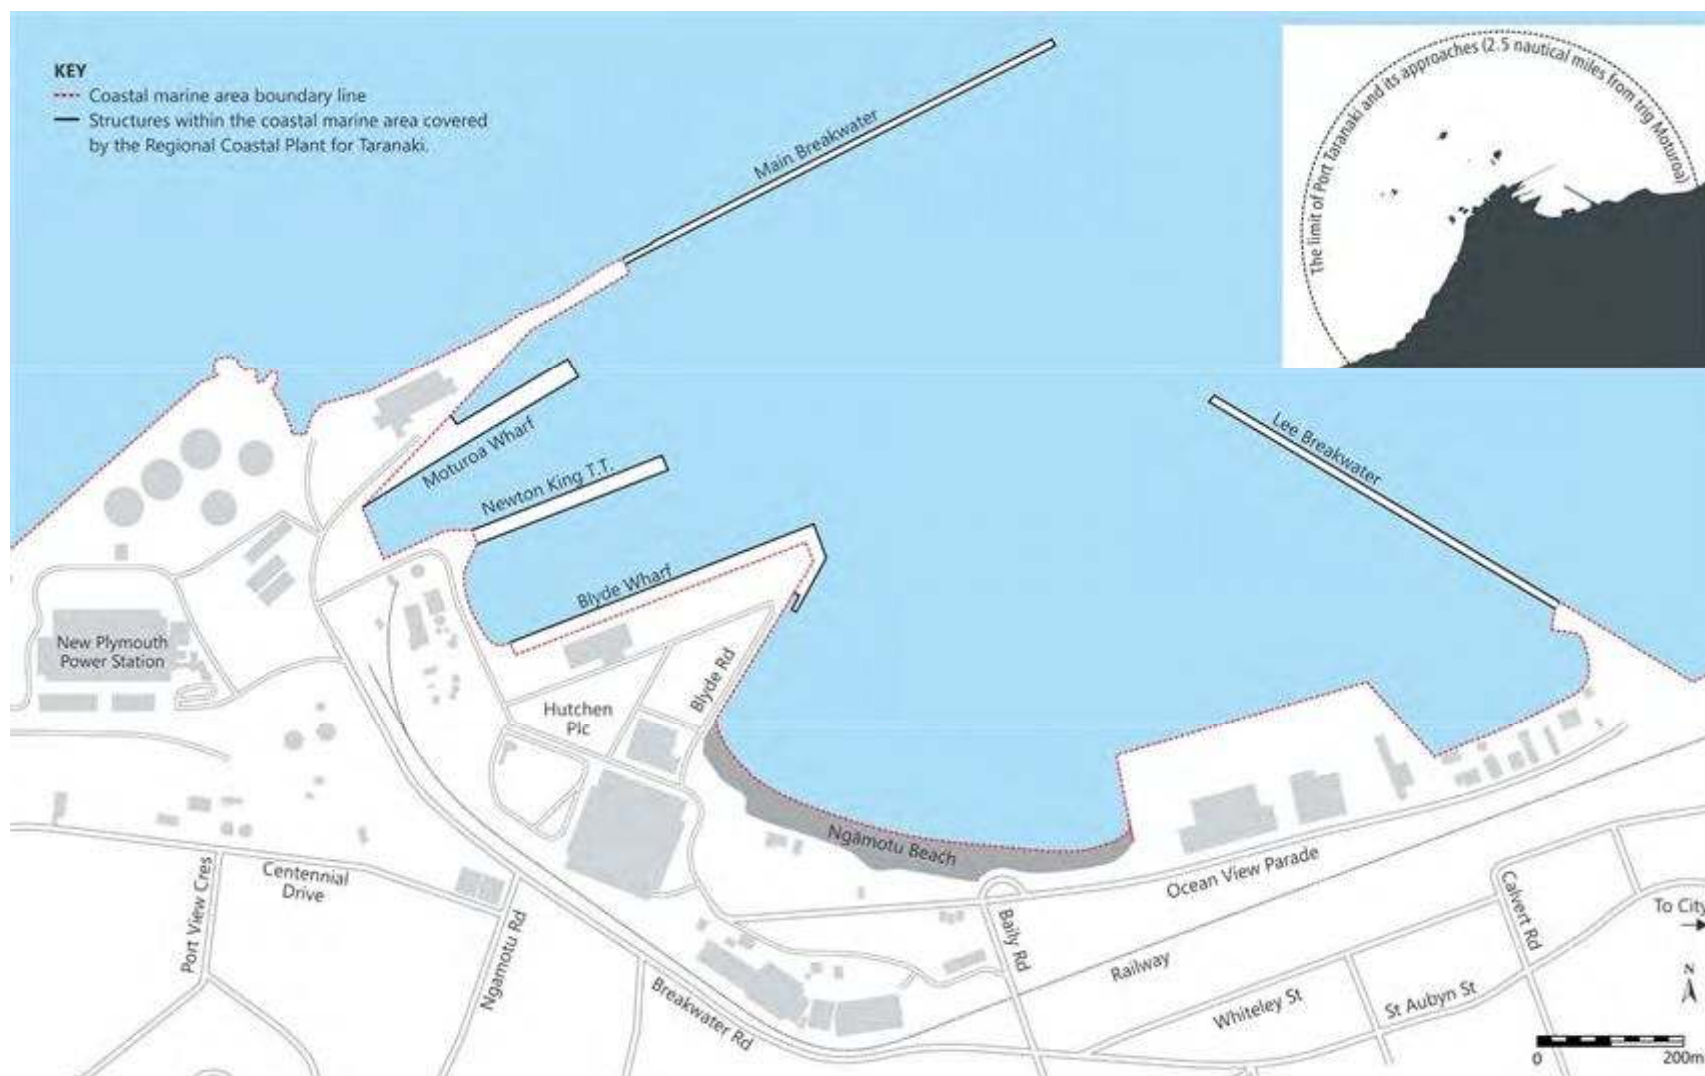 KEY
Coastal marine area boundary line
Structures within the coastal marine area covered
by the Regional Coastal Plant for Taranaki.
The limit of Port Taranaki and its approaches (2.5 nautical miles from trig Moturoa)
Main Breakwater
Lee Breakwater
Moturoa Wharf
Newton King T.T.
Blyde Wharf
New Plymouth
Power Station
Blyde Rd
Hutchen
Plc
Ngamotu Beach
Ocean View Parade
Centennial
Drive
Port View Cres
Ngamotu Rd
Breakwater Rd
Baily Rd
Railway
Calvert Rd
To City
Whiteley St
St Aubyn St
N
0
200m